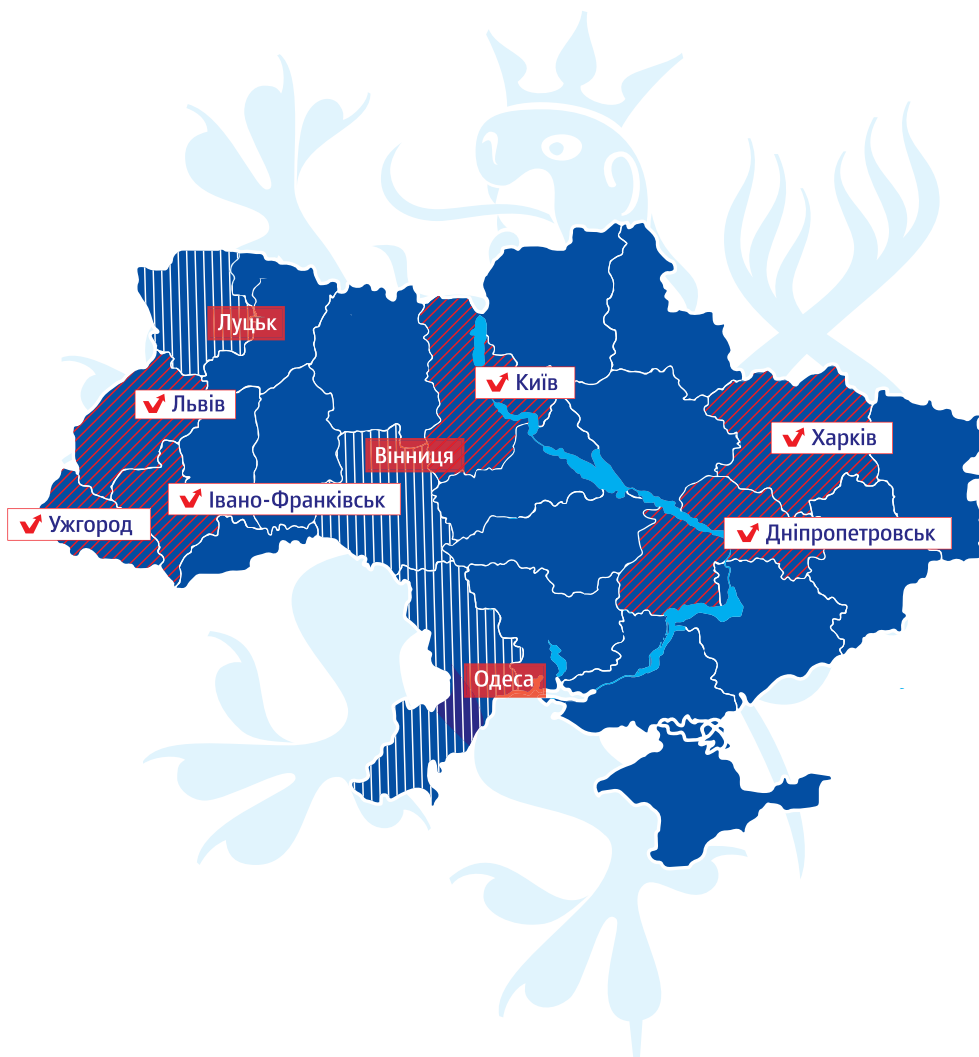 Луцьк
Київ
Львів
Харків
Вінниця
Івано-Франківськ
Ужгород
Дніпропетровськ
Одеса